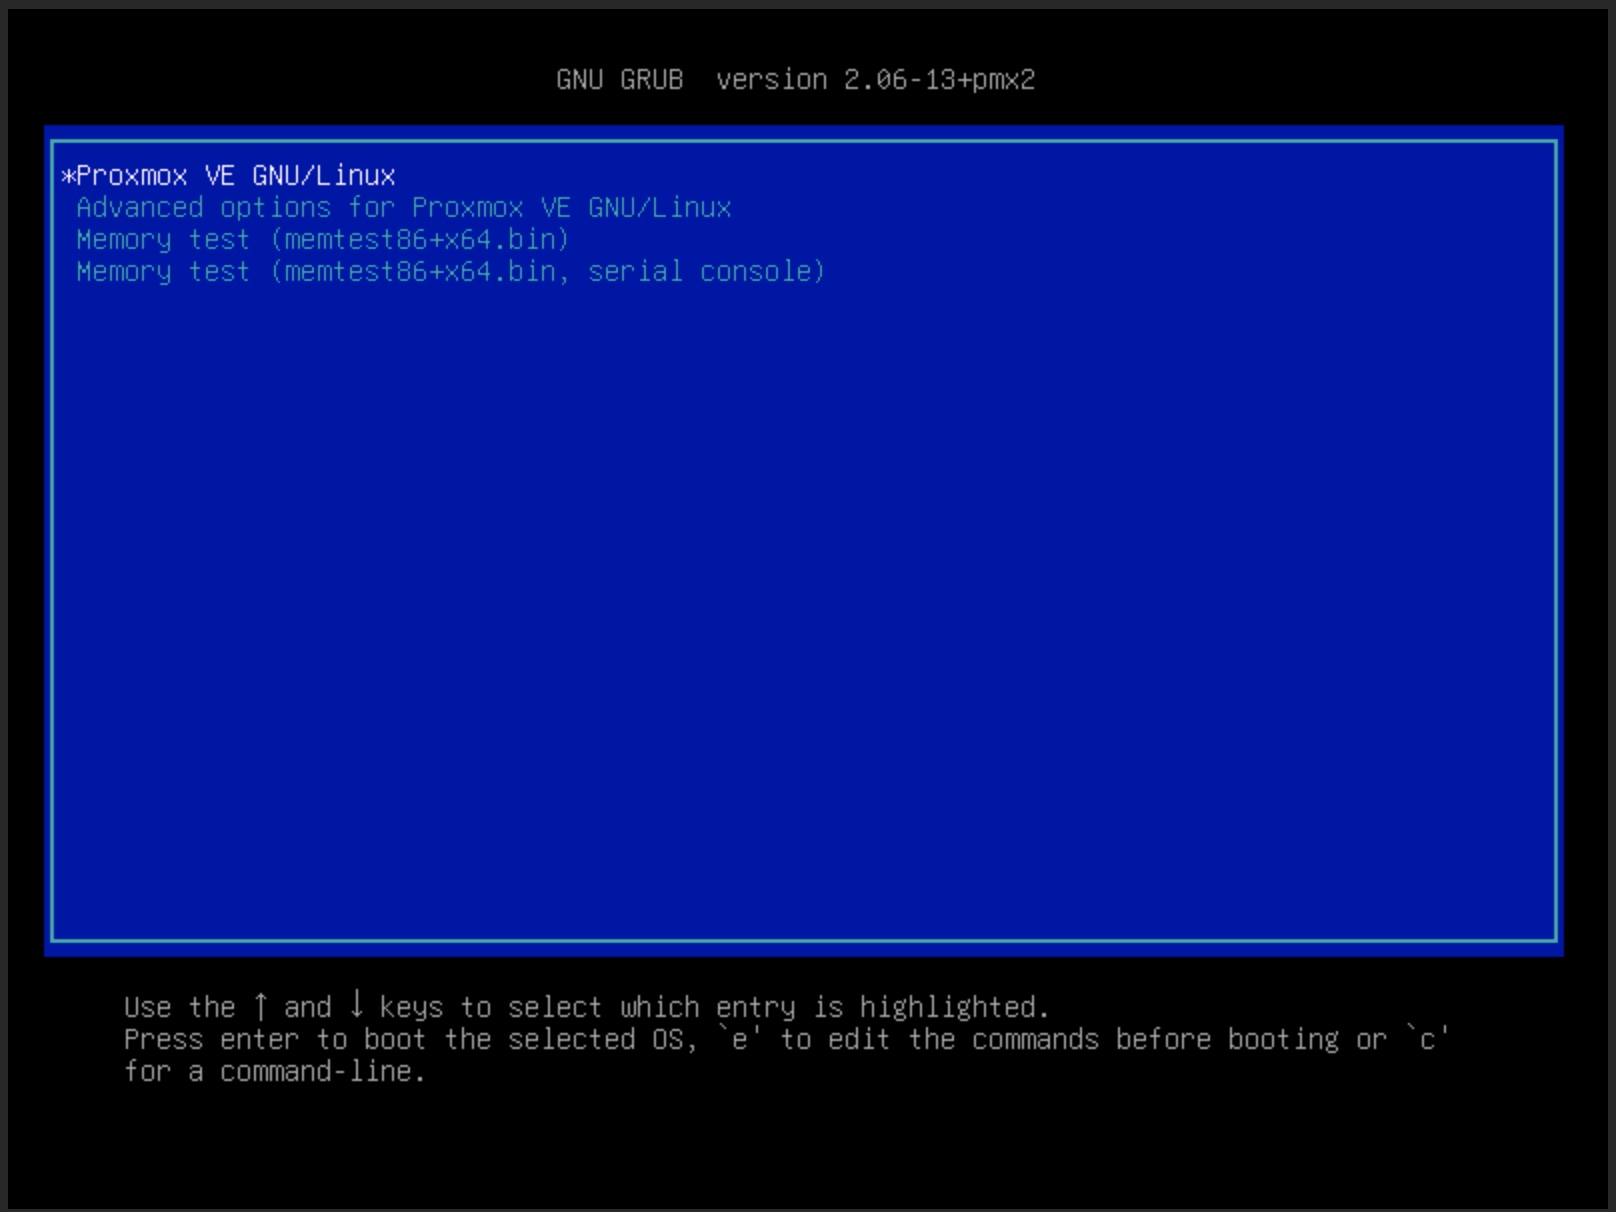 GNU GRUB  version 2.06-13+pmx2
*Proxmox VE GNU/Linux
Advanced options for Proxmox VE GNU/Linux
Memory test (memtest86+x64.bin)
Memory test (memtest86+x64.bin, serial console)
Use the ↑ and ↓ keys to select which entry is highlighted.
Press enter to boot the selected OS, `e' to edit the commands before booting or `c'
for a command-line.